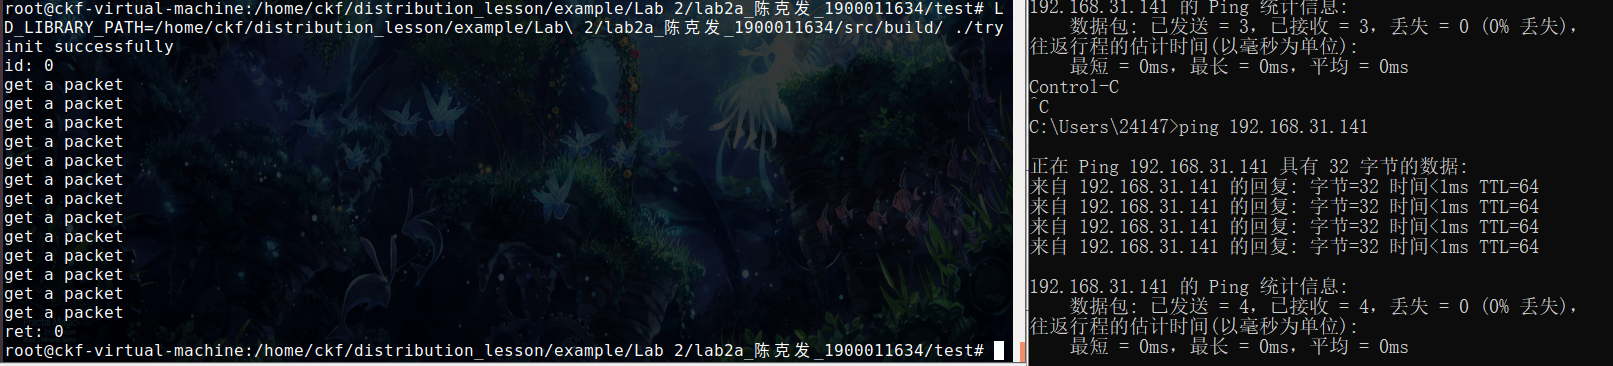 root@ckf-virtual-machine:/home/ckf/distribution_lesson/example/Lab 2/lab2a_陈克发_1900011634/test# L
D_LIBRARY_PATH=/home/ckf/distribution_lesson/example/Lab\ 2/lab2a_陈克发_1900011634/src/build/ ./try
init successfully
id: 0
get a packet
get a packet
get a packet
get a packet
get a packet
get a packet
get a packet
get a packet
get a packet
get a packet
get a packet
get a packet
get a packet
ret: 0
root@ckf-virtual-machine:/home/ckf/distribution_lesson/example/Lab 2/lab2a_陈克发_1900011634/test#
192.168.31.141 的 Ping 统计信息:
数据包: 已发送 = 3, 已接收 = 3, 丢失 = 0 (0% 丢失),
往返行程的估计时间(以毫秒为单位):
最短 = 0ms, 最长 = 0ms, 平均 = 0ms
Control-C
^C
C:\Users\24147>ping 192.168.31.141
正在 Ping 192.168.31.141 具有 32 字节的数据:
来自 192.168.31.141 的回复: 字节=32 时间<1ms TTL=64
来自 192.168.31.141 的回复: 字节=32 时间<1ms TTL=64
来自 192.168.31.141 的回复: 字节=32 时间<1ms TTL=64
来自 192.168.31.141 的回复: 字节=32 时间<1ms TTL=64
192.168.31.141 的 Ping 统计信息:
数据包: 已发送 = 4, 已接收 = 4, 丢失 = 0 (0% 丢失),
往返行程的估计时间(以毫秒为单位):
最短 = 0ms, 最长 = 0ms, 平均 = 0ms